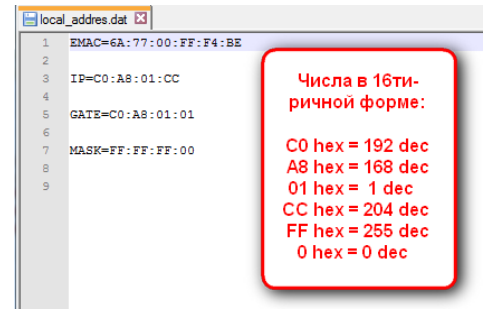 local_addres.dat
1 EMAC=6A:77:00:FF:F4:BE
2
3 IP=C0:A8:01:CC
4
5 GATE=C0:A8:01:01
6
7 MASK=FF:FF:FF:00
8
9
Числа в 16ти-
ричной форме:
C0 hex = 192 dec
A8 hex = 168 dec
01 hex = 1 dec
CC hex = 204 dec
FF hex = 255 dec
0 hex = 0 dec